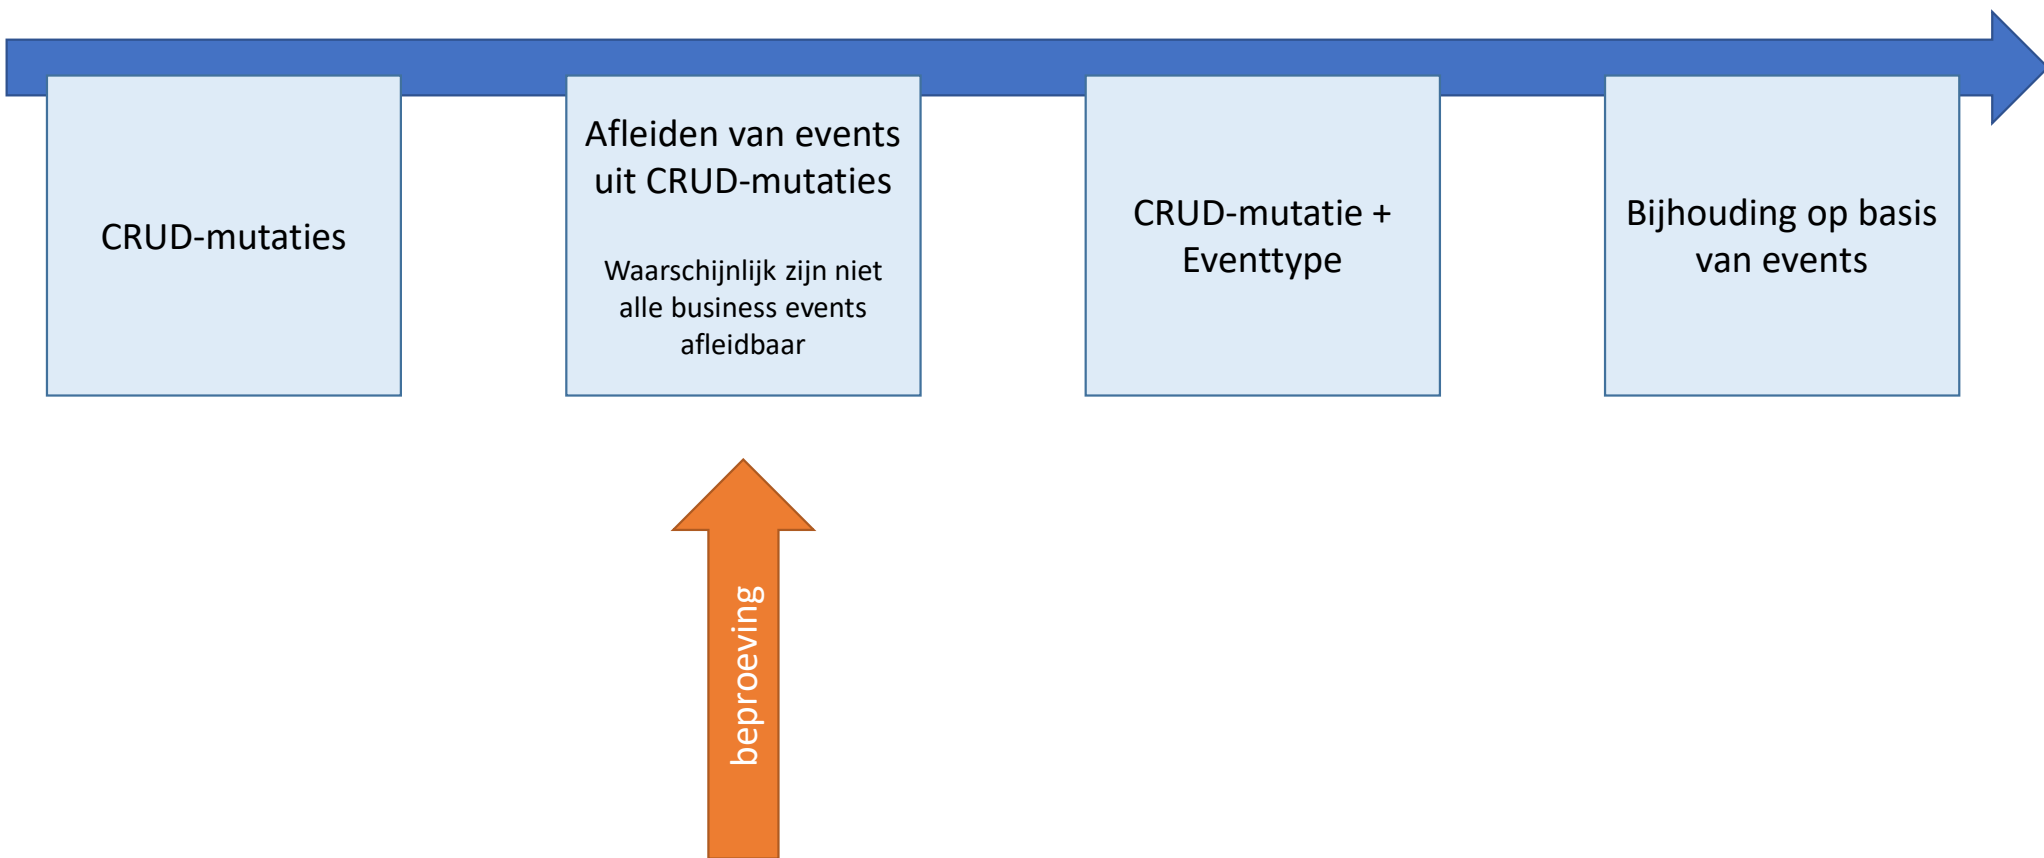 CRUD-mutaties
Afleiden van events
uit CRUD-mutaties
Waarschijnlijk zijn niet
alle business events
afleidbaar
CRUD-mutatie +
Eventtype
Bijhouding op basis
van events
beproeving